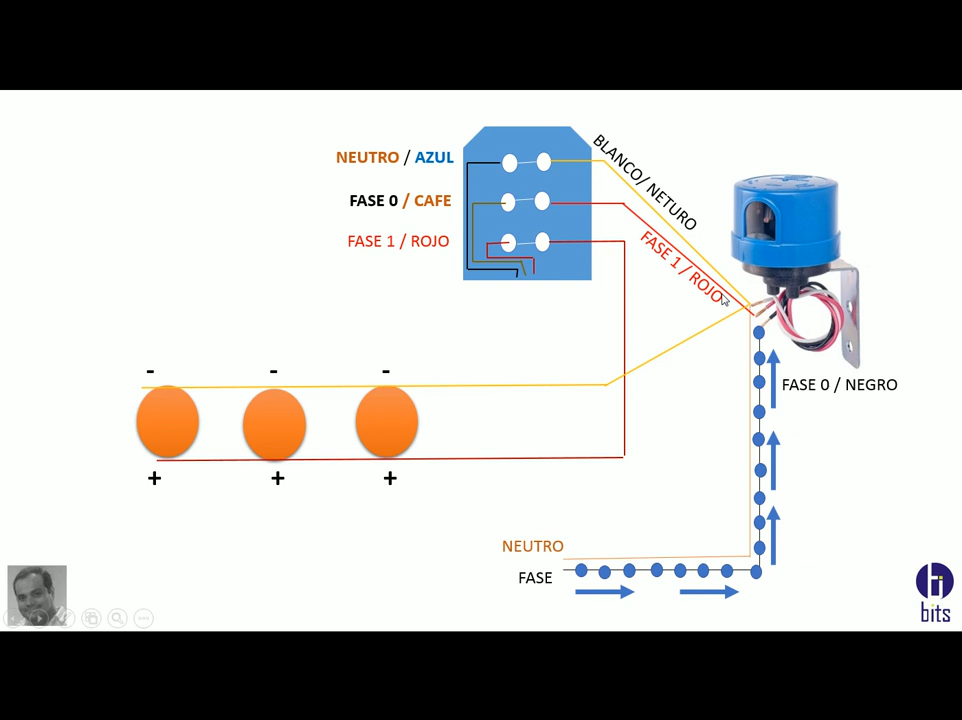 NEUTRO / AZUL
BLANCO/ NETURO
FASE 0 / CAFE
FASE 1 / ROJO
FASE 1 / ROJO
-
-
-
FASE 0 / NEGRO
+
+
+
NEUTRO
FASE
bits